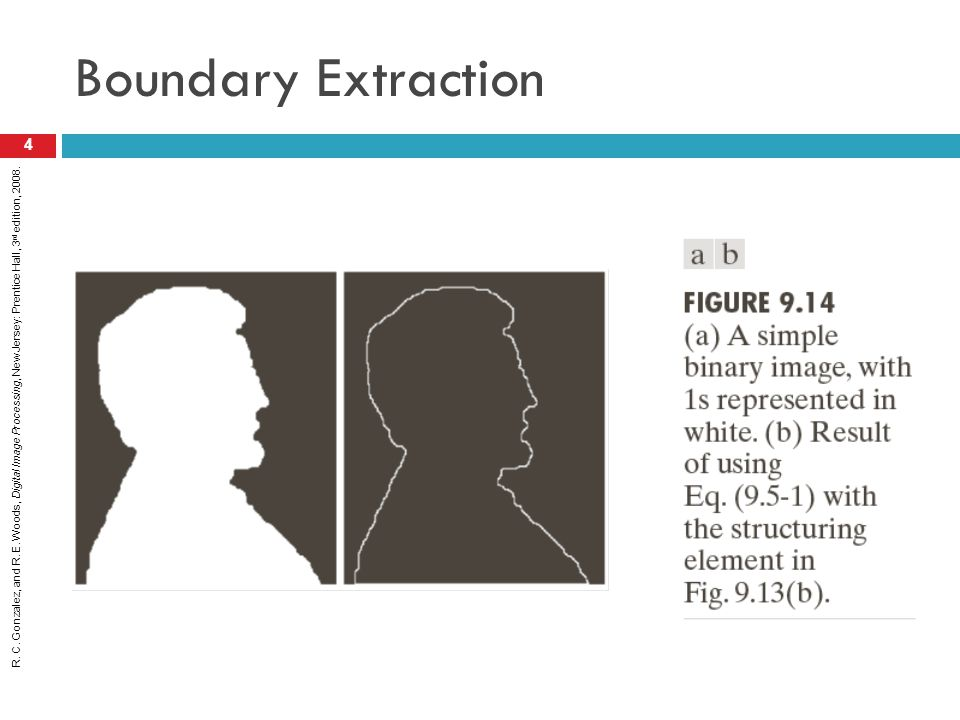 Boundary Extraction
4
R. C. Gonzalez, and R. E. Woods, Digital Image Processing, New Jersey: Prentice Hall, 3rd edition, 2008.
a b
FIGURE 9.14
(a) A simple
binary image, with
1s represented in
white. (b) Result
of using
Eq. (9.5-1) with
the structuring
element in
Fig. 9.13(b).